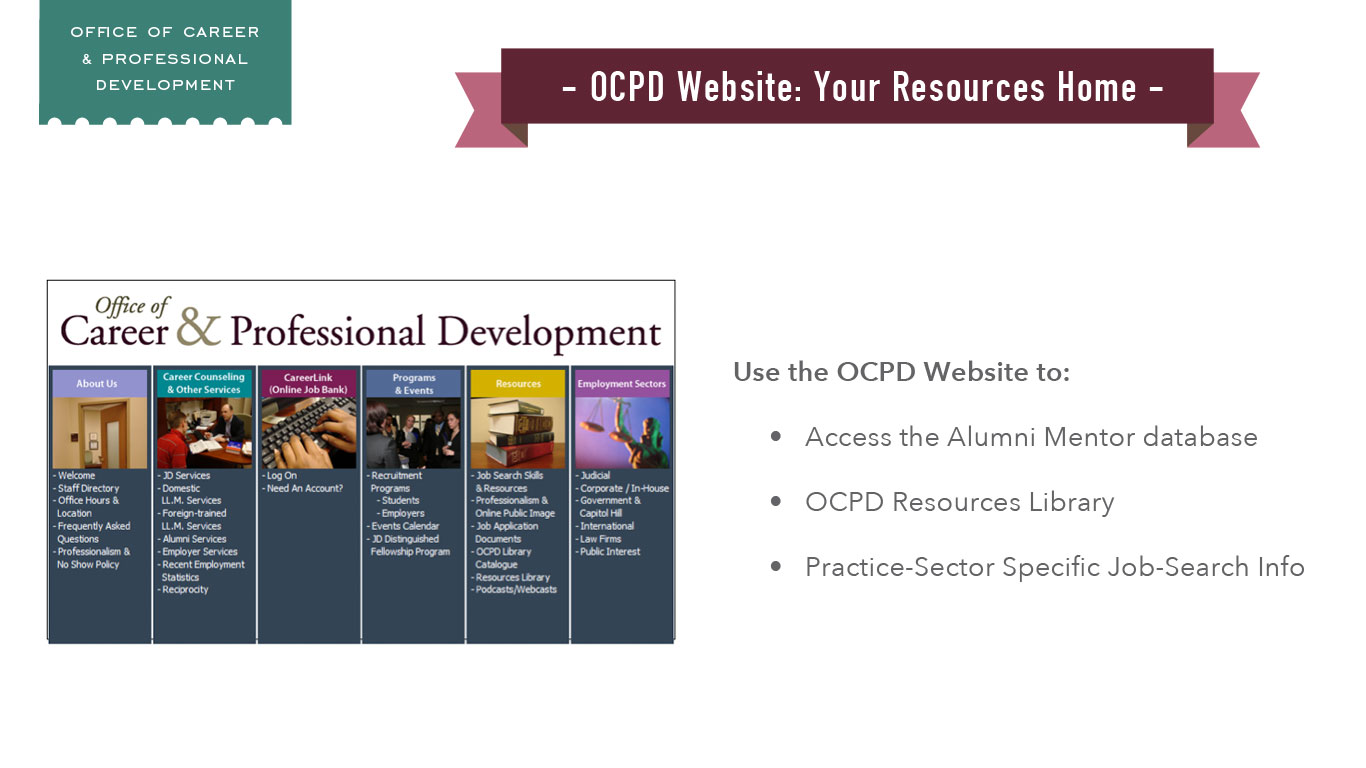 OFFICE OF CAREER
& PROFESSIONAL
DEVELOPMENT
- OCPD Website: Your Resources Home -
Office of
Career & Professional Development
About Us
- Welcome
- Staff Directory
- Office Hours &
Location
- Frequently Asked
Questions
- Professionalism &
No Show Policy
Career Counseling
& Other Services
- JD Services
- Domestic
LL.M. Services
- Foreign-trained
LL.M. Services
- Alumni Services
- Employer Services
- Recent Employment
Statistics
- Reciprocity
CareerLink
(Online Job Bank)
- Log On
- Need An Account?
Programs
& Events
- Recruitment
Programs
- Students
- Employers
- Events Calendar
- JD Distinguished
Fellowship Program
Resources
- Job Search Skills
& Resources
- Professionalism &
Online Public Image
- Job Application
Documents
- OCPD Library
Catalogue
- Resources Library
- Podcasts/Webcasts
Employment Sectors
- Judicial
- Corporate / In-House
- Government &
Capitol Hill
- International
- Law Firms
- Public Interest
Use the OCPD Website to:
• Access the Alumni Mentor database
• OCPD Resources Library
• Practice-Sector Specific Job-Search Info